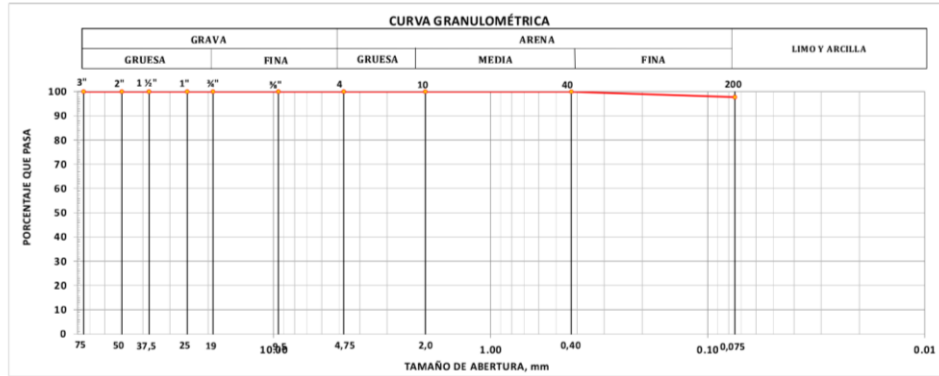 CURVA GRANULOMÉTRICA
GRAVA ARENA LIMO Y ARCILLA
GRUESA FINA GRUESA MEDIA FINA
3" 2" 1 ½" 1" ¾" ⅜" 4 10 40 200
100
90
80
70
60
50
40
30
20
10
0
PORCENTAJE QUE PASA
75 50 37,5 25 19 9,5 4,75 2,0 0,40 0,075
10.00 1.00 0.10 0.01
TAMAÑO DE ABERTURA, mm